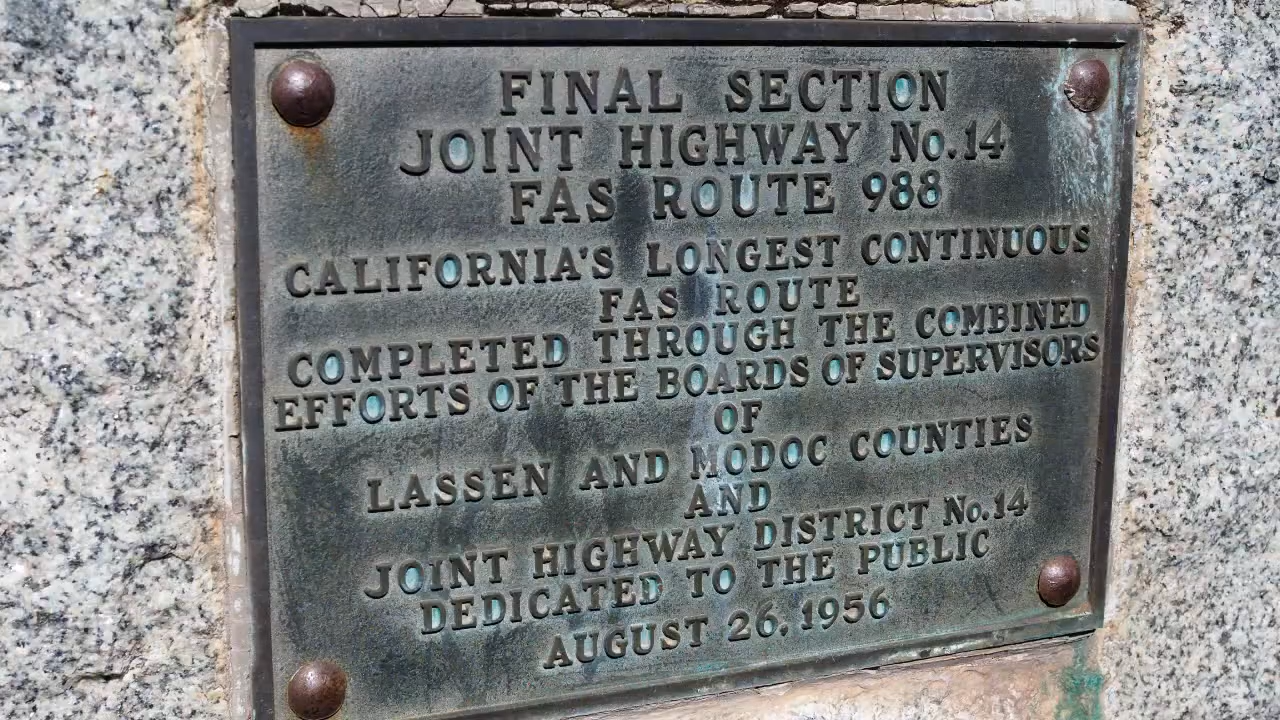 FINAL SECTION
JOINT HIGHWAY No. 14
FAS ROUTE 988
CALIFORNIA'S LONGEST CONTINUOUS
FAS ROUTE
COMPLETED THROUGH THE COMBINED
EFFORTS OF THE BOARDS OF SUPERVISORS
OF
LASSEN AND MODOC COUNTIES
AND
JOINT HIGHWAY DISTRICT No. 14
DEDICATED TO THE PUBLIC
AUGUST 26, 1956